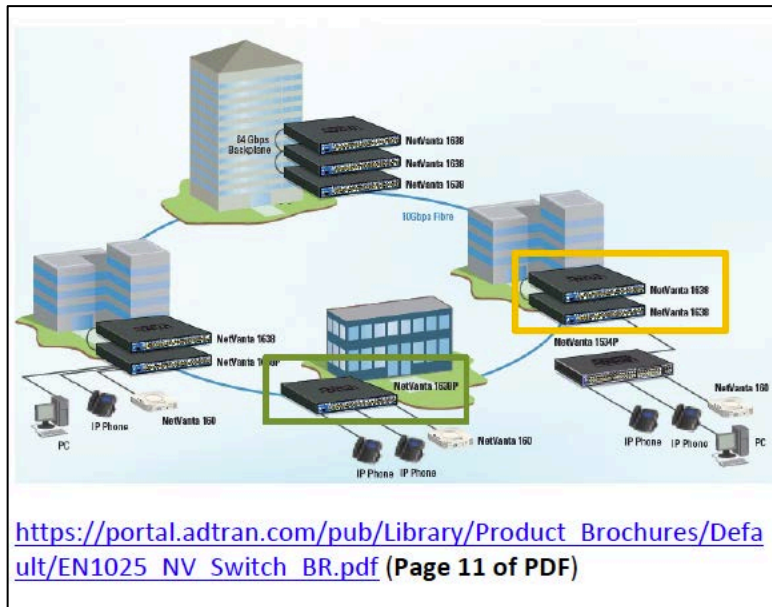 64 Gbps
Backplane
NetVanta 1638
NetVanta 1638
NetVanta 1638
10Gbps Fibre
NetVanta 1638
NetVanta 1638
NetVanta 1534P
NetVanta 1638
NetVanta 1638P
NetVanta 1638P
NetVanta 160
NetVanta 160
NetVanta 160
PC
IP Phone
IP Phone
IP Phone
IP Phone
IP Phone
PC
https://portal.adtran.com/pub/Library/Product_Brochures/Defa
ult/EN1025_NV_Switch_BR.pdf (Page 11 of PDF)